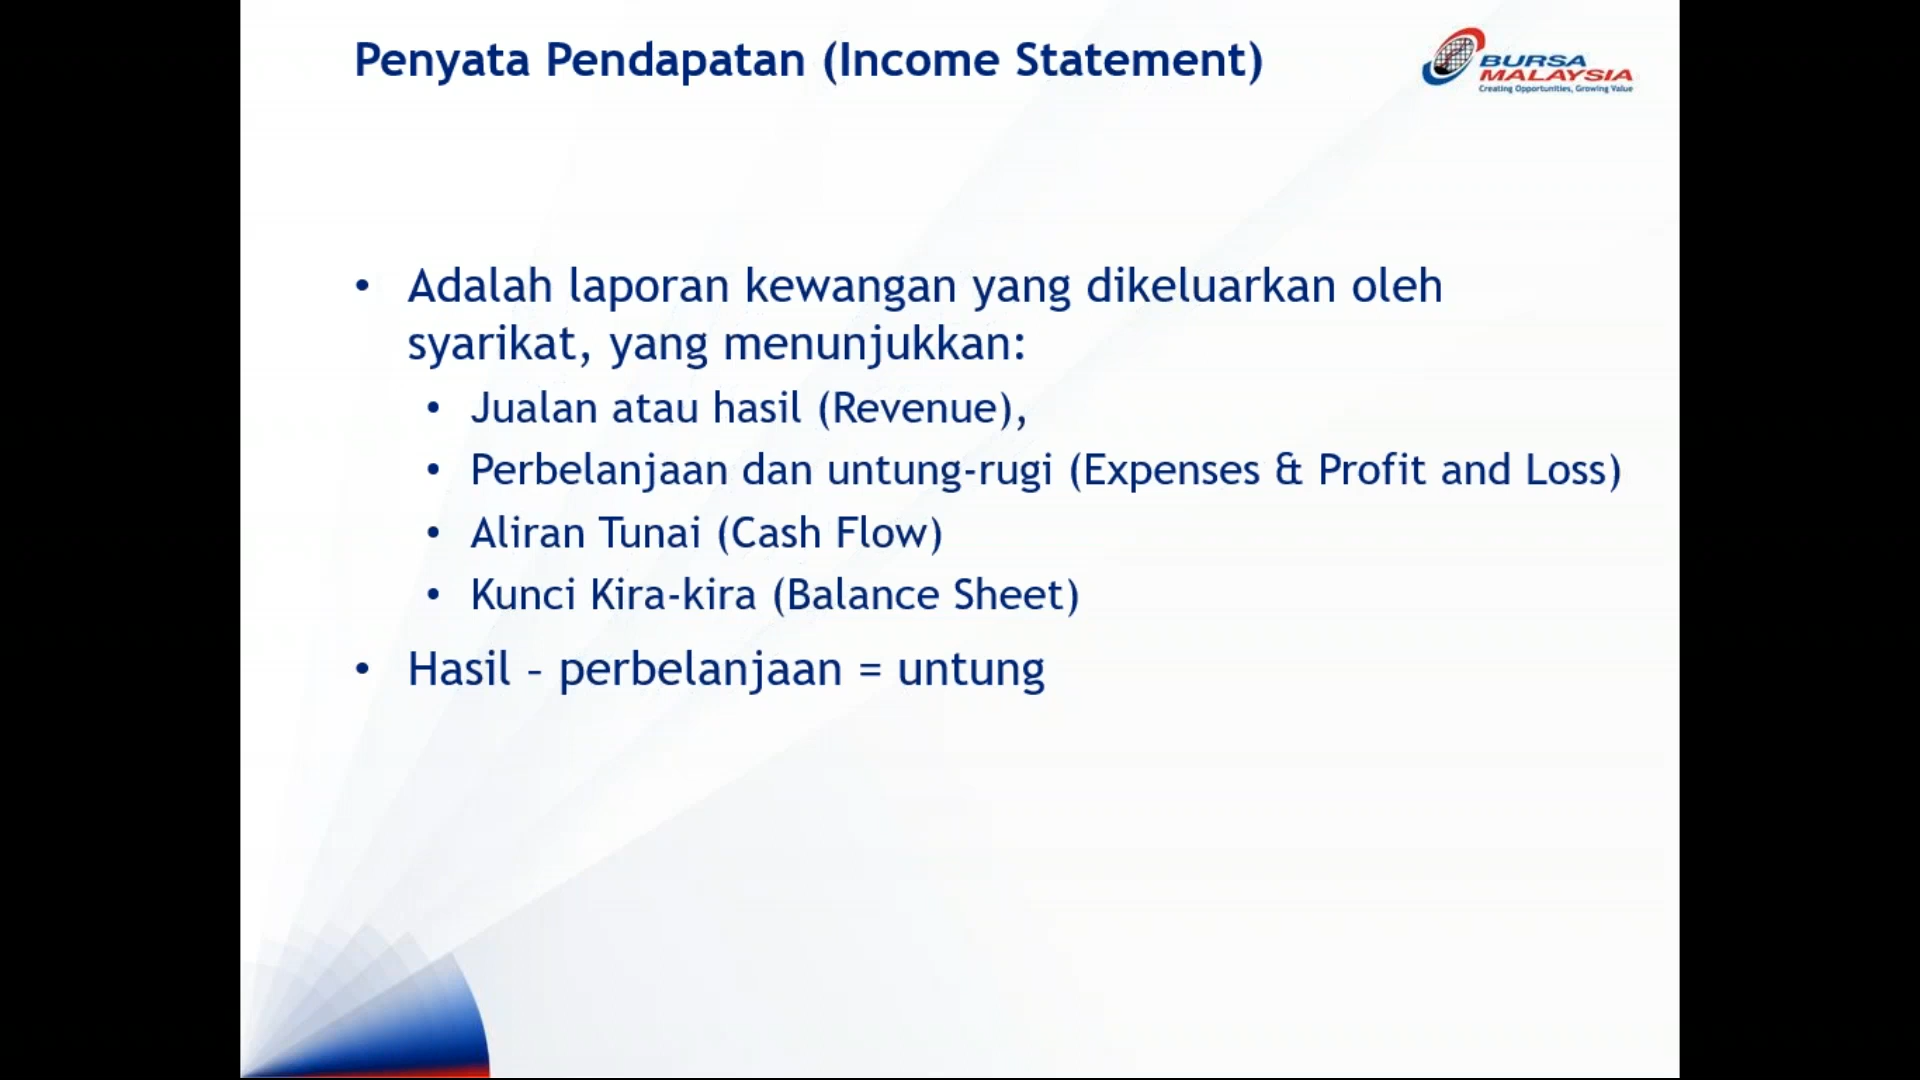 Penyata Pendapatan (Income Statement)
BURSA
MALAYSIA
Creating Opportunities, Growing Value
• Adalah laporan kewangan yang dikeluarkan oleh
syarikat, yang menunjukkan:
• Jualan atau hasil (Revenue),
• Perbelanjaan dan untung-rugi (Expenses & Profit and Loss)
• Aliran Tunai (Cash Flow)
• Kunci Kira-kira (Balance Sheet)
• Hasil – perbelanjaan = untung